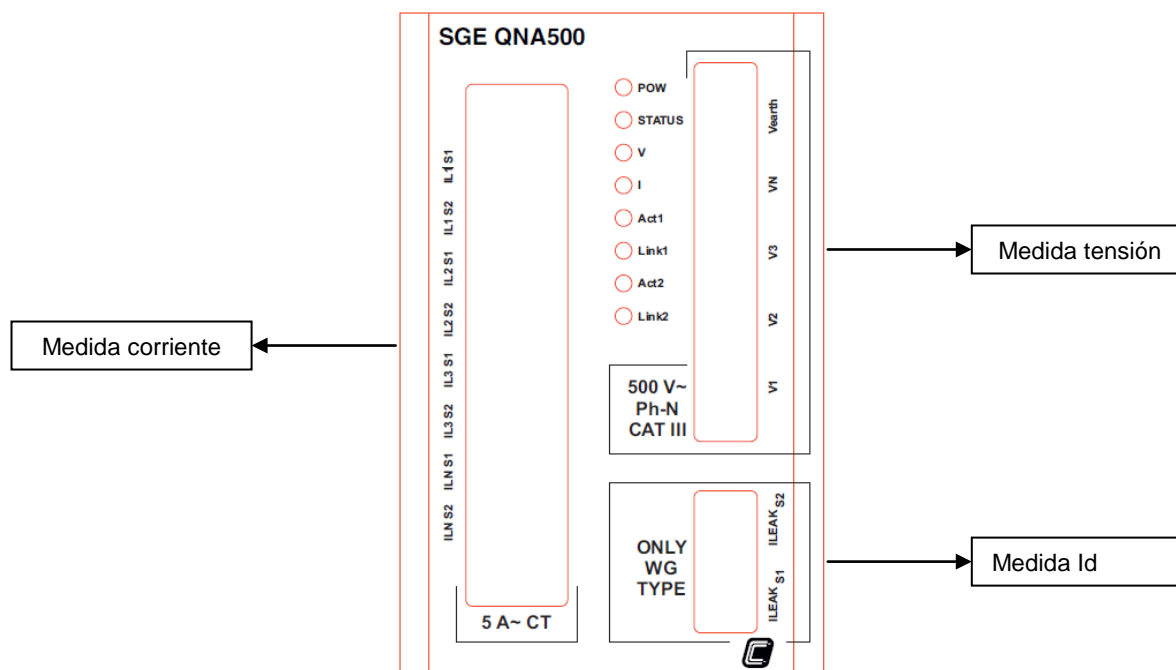 SGE QNA500
POW
STATUS
V
I
Act1
Link1
Act2
Link2
IL1 S1
IL1 S2
IL2 S1
IL2 S2
IL3 S1
IL3 S2
ILN S1
ILN S2
5 A~ CT
Vearth
VN
V3
V2
V1
500 V~
Ph-N
CAT III
ONLY
WG
TYPE
ILEAK S2
ILEAK S1
Medida corriente
Medida tensión
Medida Id